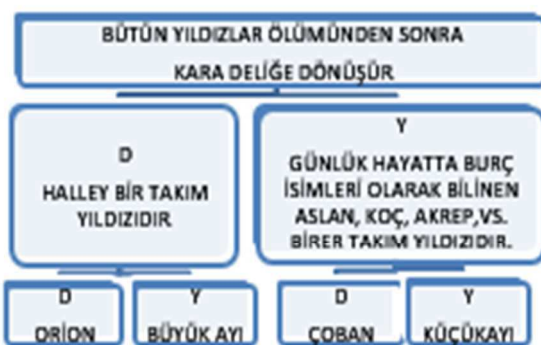 BÜTÜN YILDIZLAR ÖLÜMÜNDEN SONRA
KARA DELİĞE DÖNÜŞÜR
D
HALLEY BİR TAKIM
YILDIZIDIR
Y
GÜNLÜK HAYATTA BURÇ
İSİMLERİ OLARAK BİLİNEN
ASLAN, KOÇ, AKREP,VS.
BİRER TAKIM YILDIZIDIR.
D
ORİON
Y
BÜYÜK AYI
D
ÇOBAN
Y
KÜÇÜKAYI